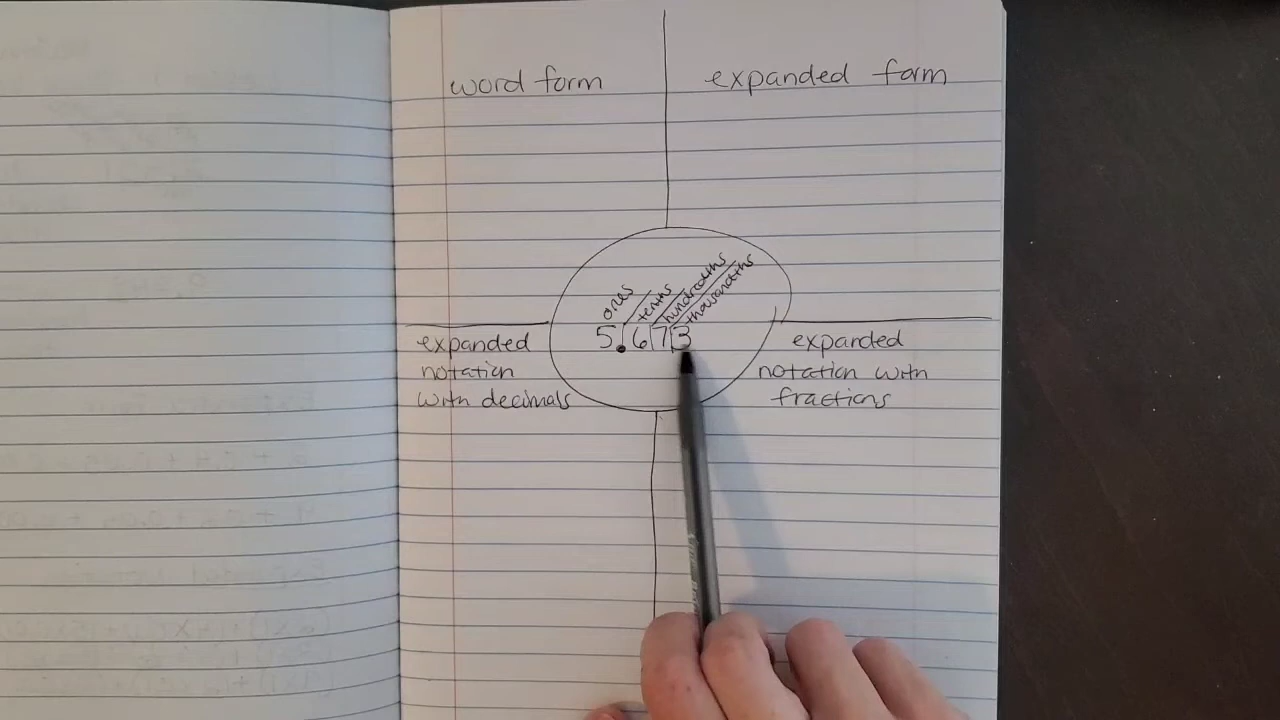 word form
expanded form
ones
tenths
hundredths
thousandths
5.673
expanded
notation
with decimals
expanded
notation with
fractions